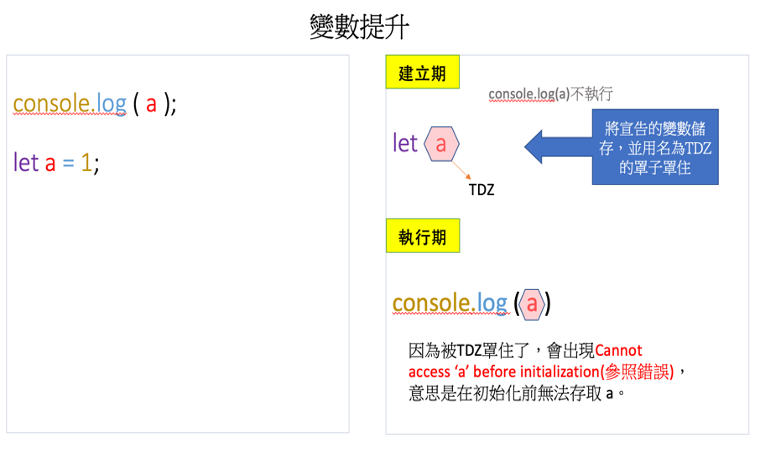 變數提升
console.log ( a );
let a = 1;
建立期
console.log(a)不執行
let a
將宣告的變數儲
存，並用名為TDZ
的罩子罩住
TDZ
執行期
console.log (a)
因為被TDZ罩住了，會出現Cannot
access ‘a’ before initialization(參照錯誤)，
意思是在初始化前無法存取 a。